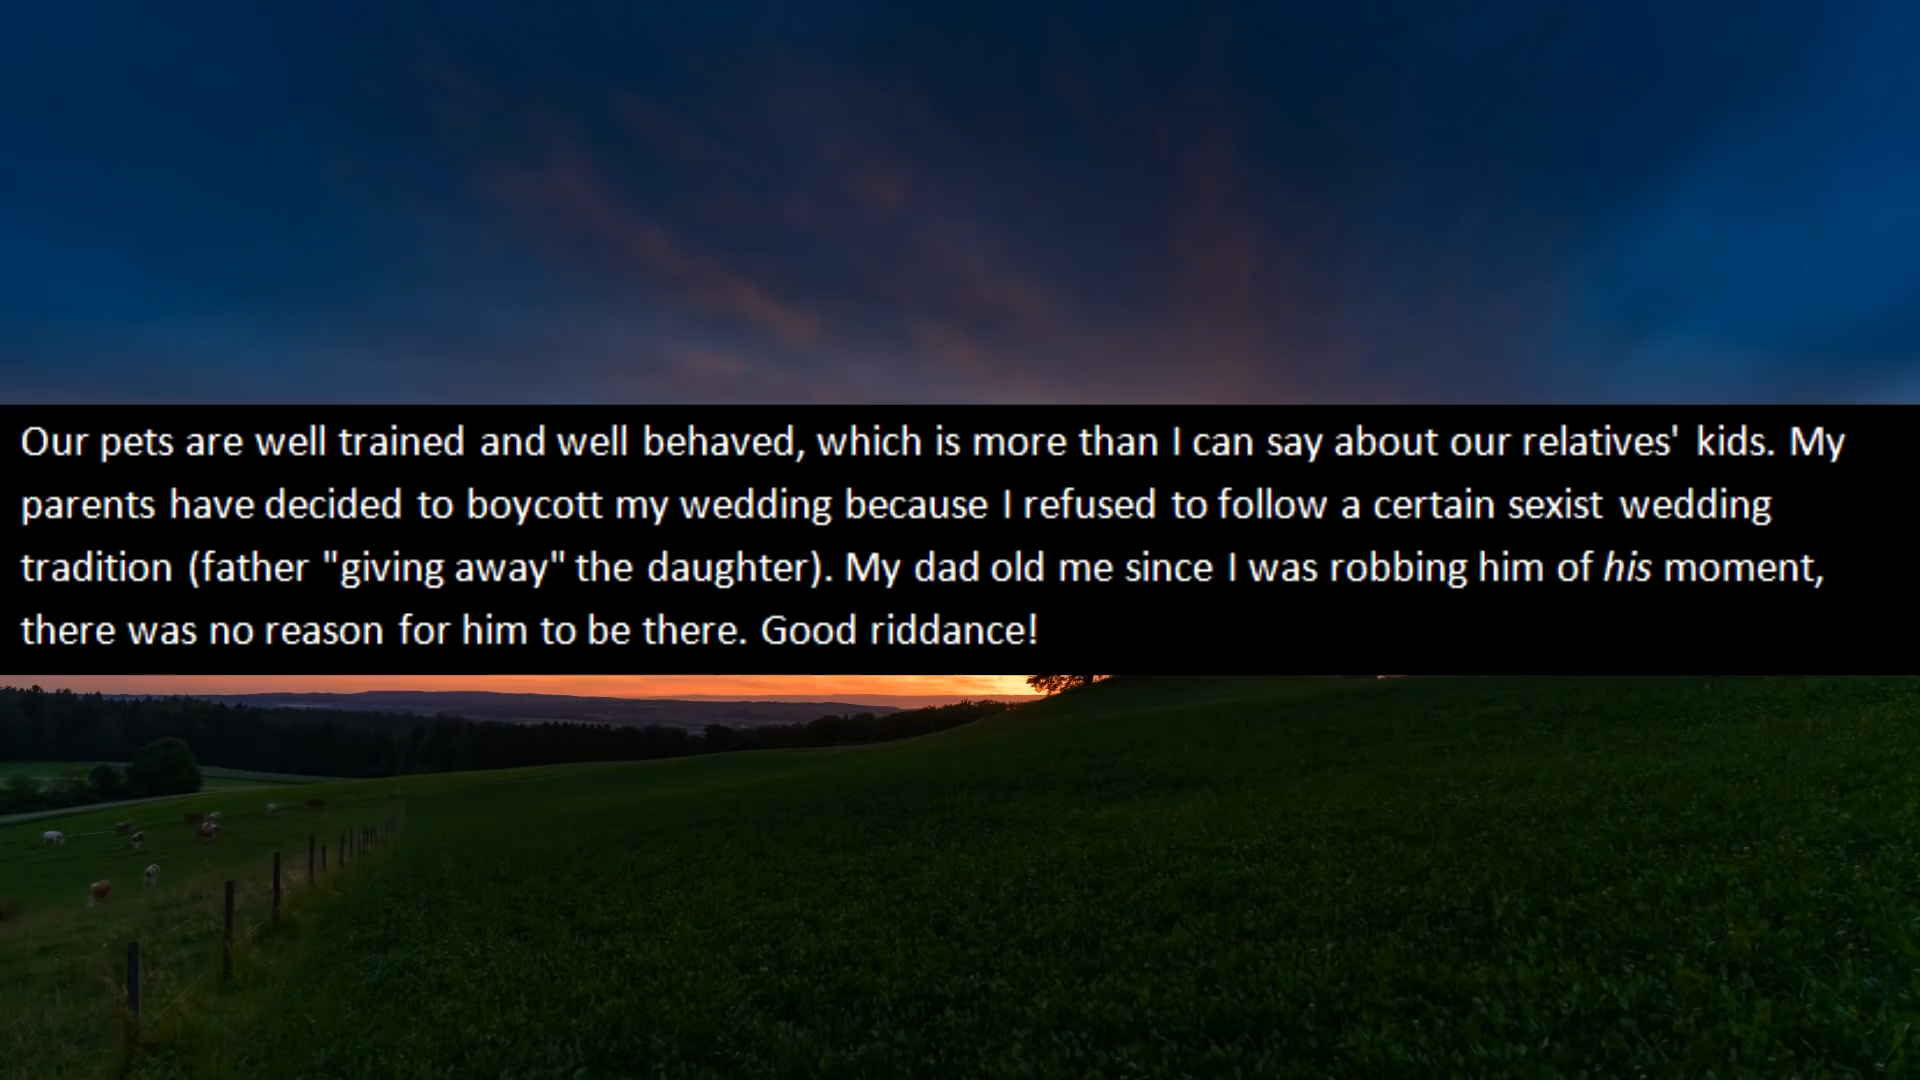 Our pets are well trained and well behaved, which is more than I can say about our relatives' kids. My
parents have decided to boycott my wedding because I refused to follow a certain sexist wedding
tradition (father "giving away" the daughter). My dad old me since I was robbing him of his moment,
there was no reason for him to be there. Good riddance!